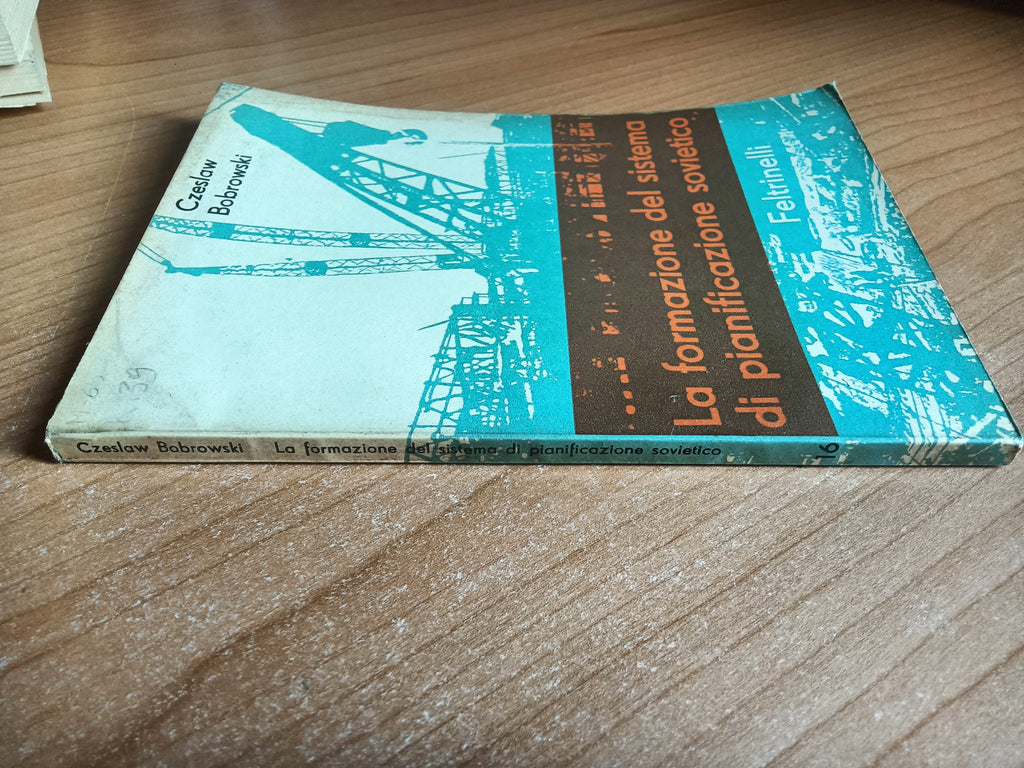 Czeslaw
Bobrowski
La formazione del sistema
di pianificazione sovietico
Feltrinelli
39
Czeslaw Bobrowski La formazione del sistema di pianificazione sovietico 16